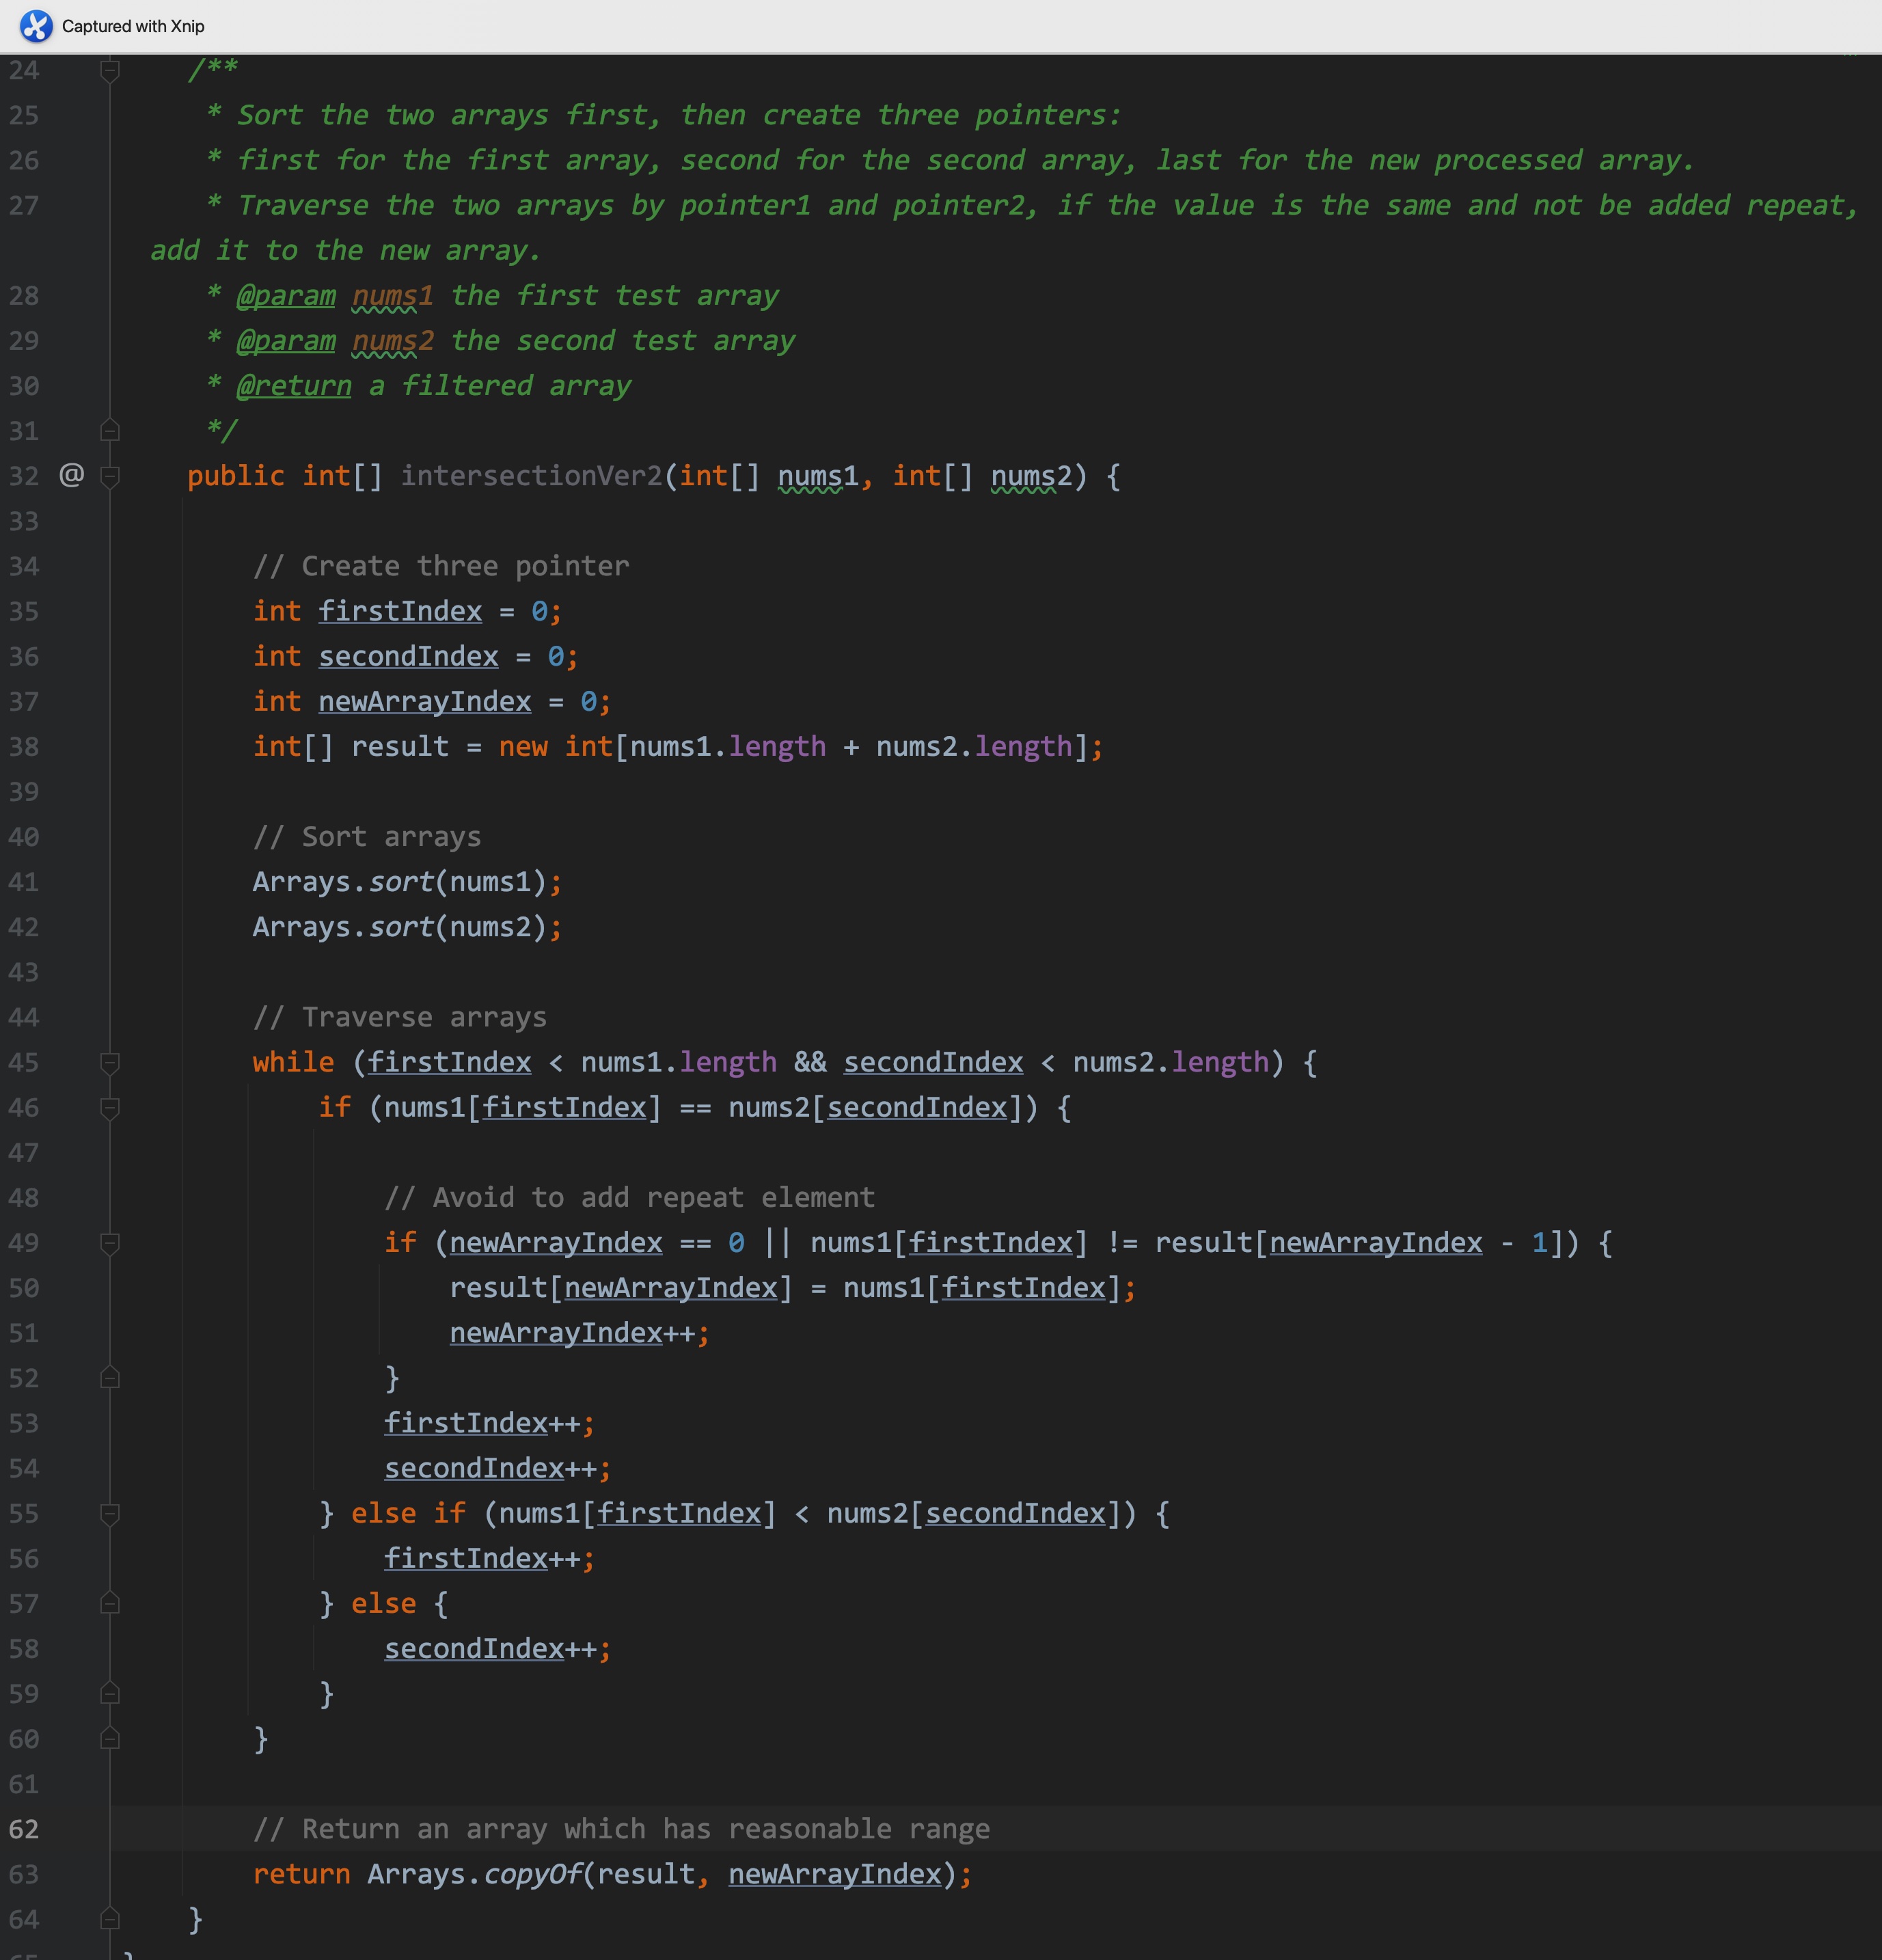 Captured with Xnip
24 /**
25 * Sort the two arrays first, then create three pointers:
26 * first for the first array, second for the second array, last for the new processed array.
27 * Traverse the two arrays by pointer1 and pointer2, if the value is the same and not be added repeat,
add it to the new array.
28 * @param nums1 the first test array
29 * @param nums2 the second test array
30 * @return a filtered array
31 */
32 @ public int[] intersectionVer2(int[] nums1, int[] nums2) {
33
34 // Create three pointer
35 int firstIndex = 0;
36 int secondIndex = 0;
37 int newArrayIndex = 0;
38 int[] result = new int[nums1.length + nums2.length];
39
40 // Sort arrays
41 Arrays.sort(nums1);
42 Arrays.sort(nums2);
43
44 // Traverse arrays
45 while (firstIndex < nums1.length && secondIndex < nums2.length) {
46 if (nums1[firstIndex] == nums2[secondIndex]) {
47
48 // Avoid to add repeat element
49 if (newArrayIndex == 0 || nums1[firstIndex] != result[newArrayIndex - 1]) {
50 result[newArrayIndex] = nums1[firstIndex];
51 newArrayIndex++;
52 }
53 firstIndex++;
54 secondIndex++;
55 } else if (nums1[firstIndex] < nums2[secondIndex]) {
56 firstIndex++;
57 } else {
58 secondIndex++;
59 }
60 }
61
62 // Return an array which has reasonable range
63 return Arrays.copyOf(result, newArrayIndex);
64 }